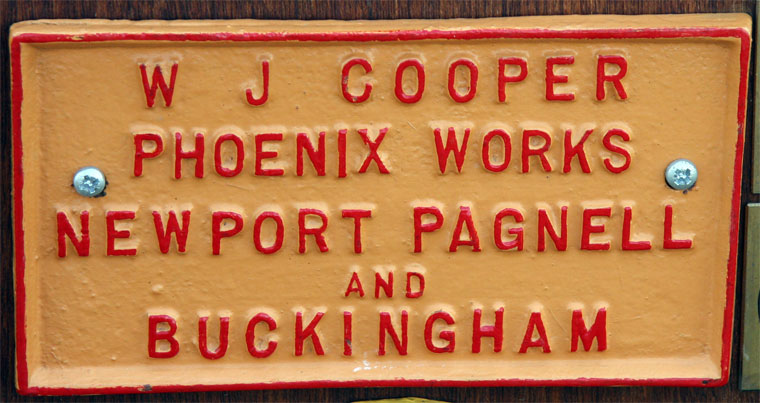 W J COOPER
PHOENIX WORKS
NEWPORT PAGNELL
AND
BUCKINGHAM